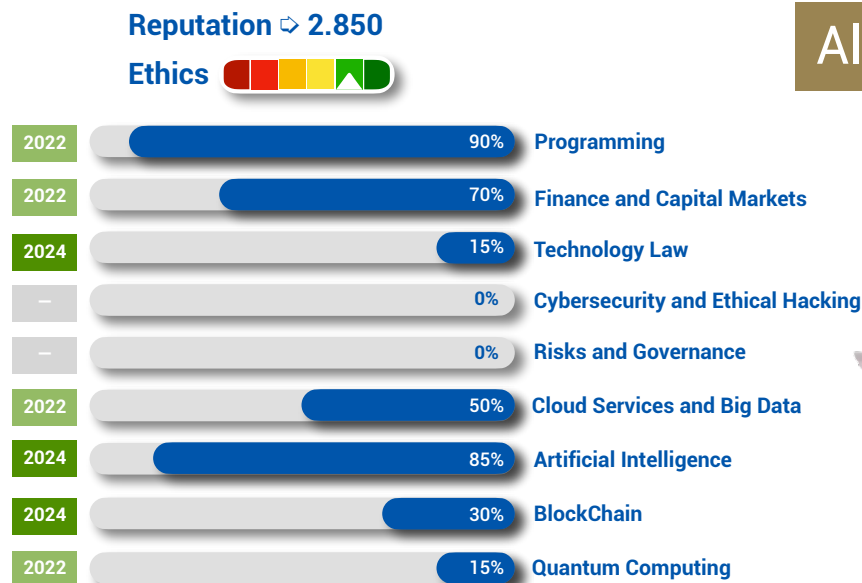 Reputation ➩ 2.850
Ethics
Al
2022 90% Programming
2022 70% Finance and Capital Markets
2024 15% Technology Law
– 0% Cybersecurity and Ethical Hacking
– 0% Risks and Governance
2022 50% Cloud Services and Big Data
2024 85% Artificial Intelligence
2024 30% BlockChain
2022 15% Quantum Computing